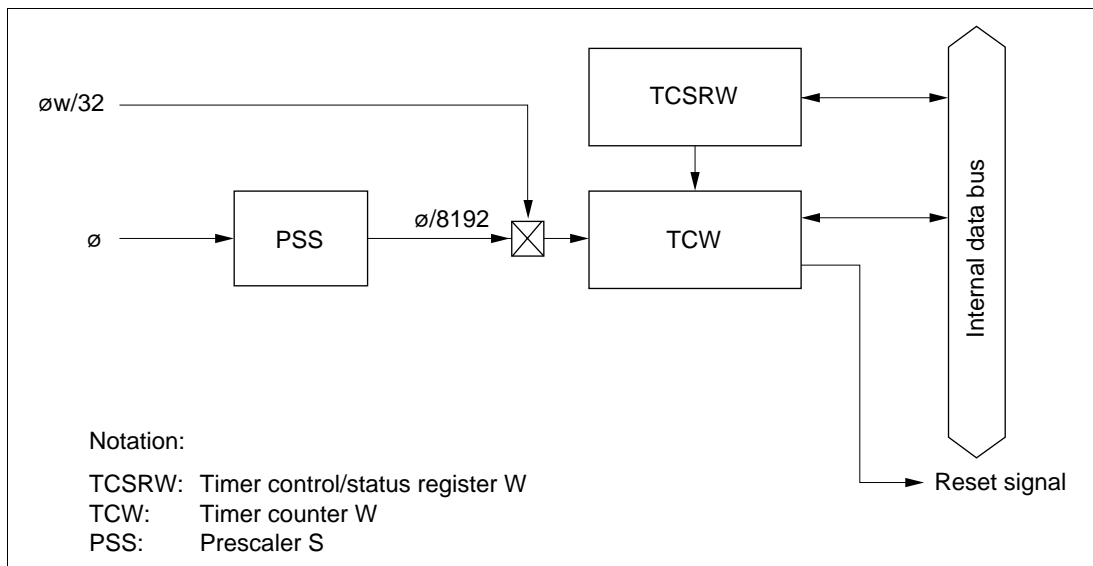 øw/32
TCSRW
ø
PSS
ø/8192
TCW
Internal data bus
Notation:
TCSRW: Timer control/status register W
TCW: Timer counter W
PSS: Prescaler S
Reset signal